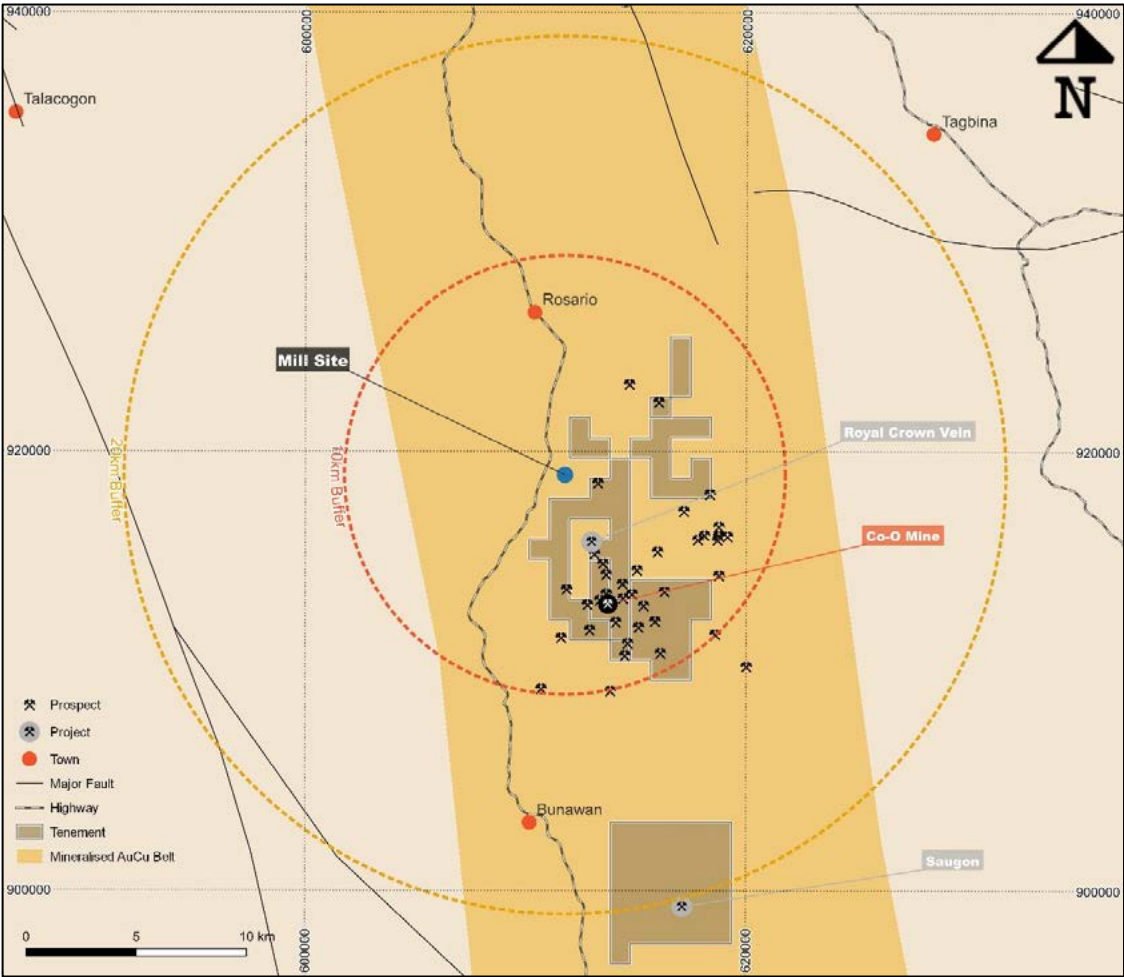 940000
600000
620000
940000
N
Talacogon
Tagbina
Rosario
Mill Site
920000
20km Buffer
10km Buffer
Royal Crown Vein
920000
Co-O Mine
Prospect
Project
Town
Major Fault
Highway
Tenement
Mineralised AuCu Belt
Bunawan
Saugon
900000
900000
0 5 10 km
600000
620000